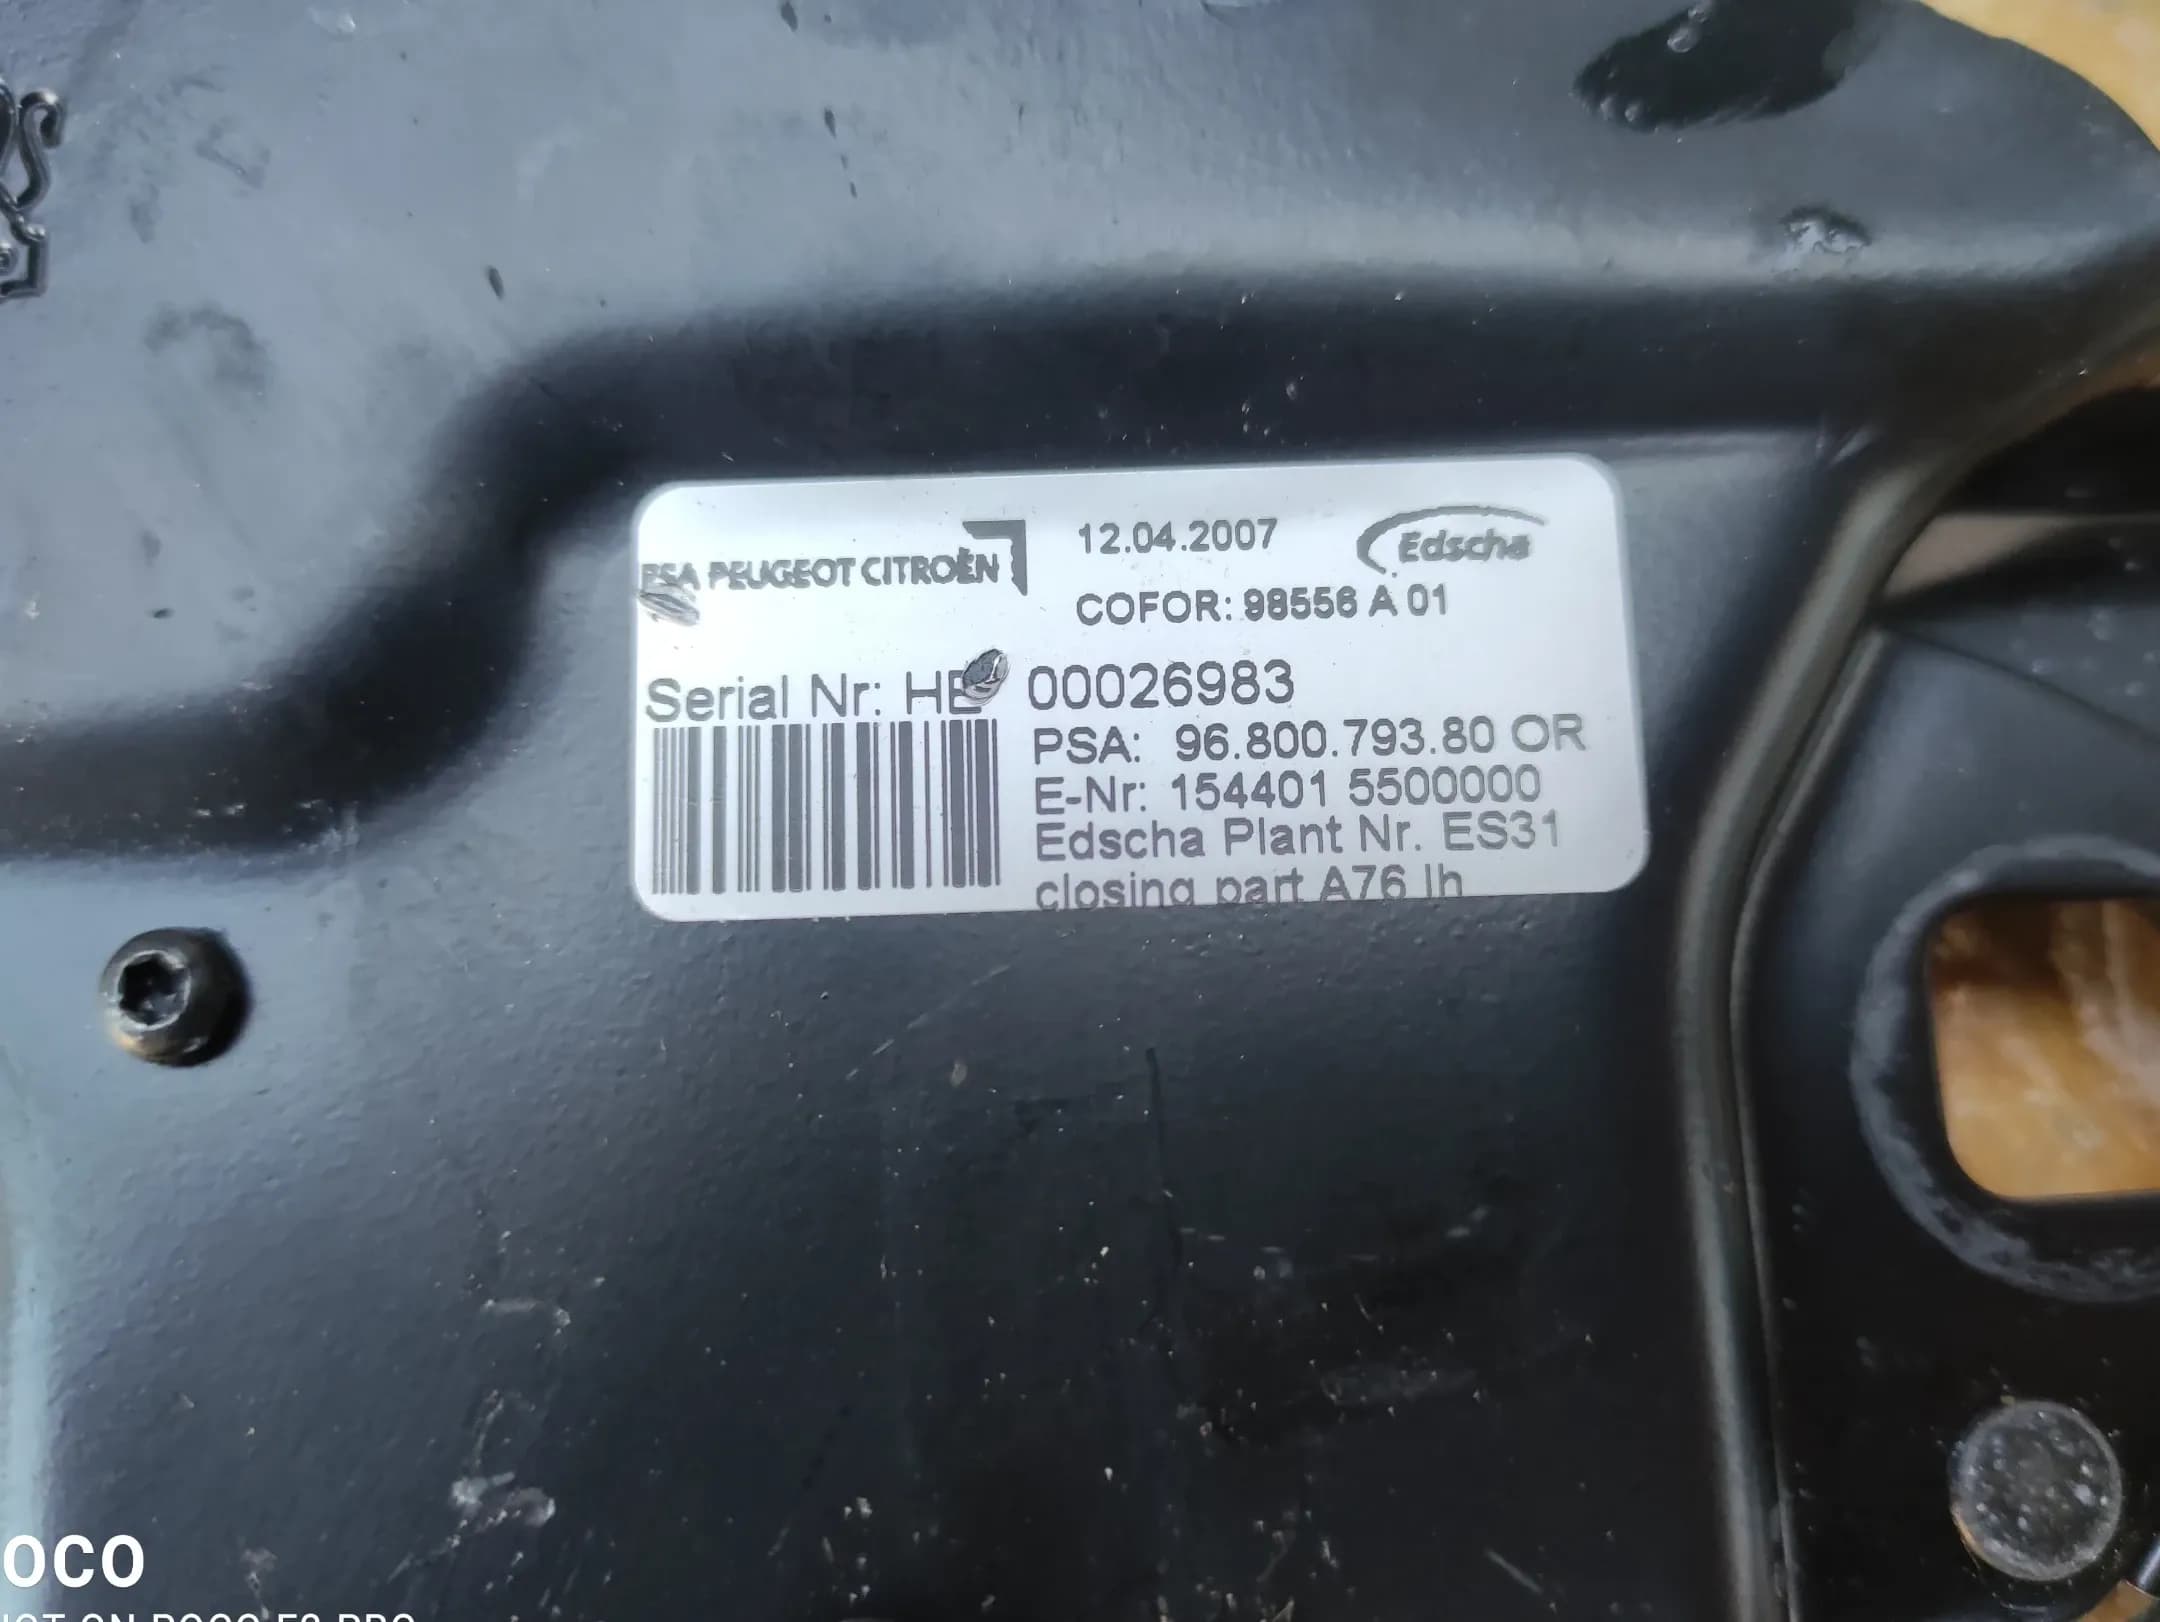 PSA PEUGEOT CITROËN
12.04.2007
Edscha
COFOR: 98556 A 01
Serial Nr: HE 00026983
PSA: 96.800.793.80 OR
E-Nr: 154401 5500000
Edscha Plant Nr. ES31
closing part A76 lh
OCO